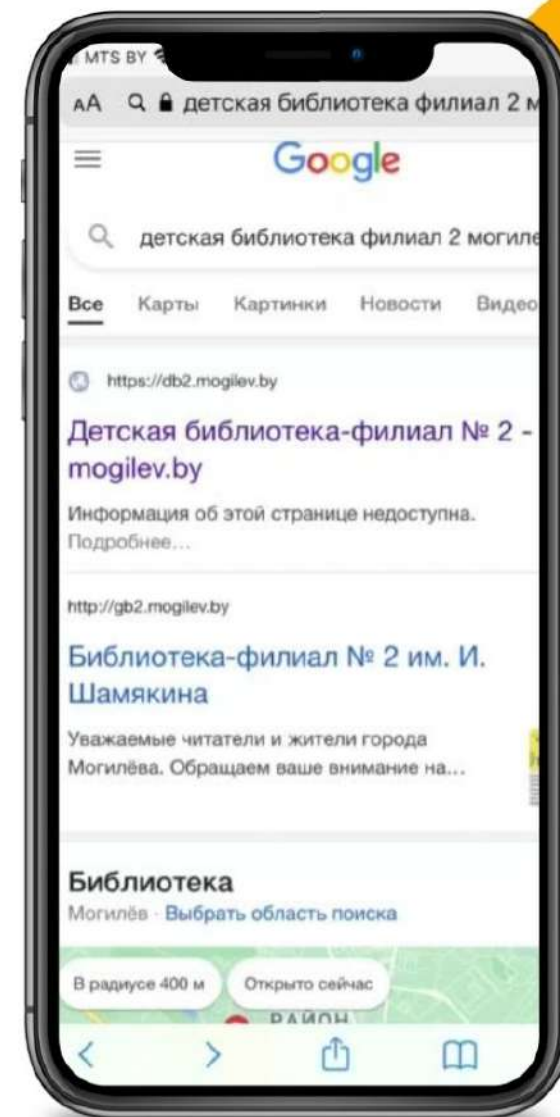 MTS BY
AA детская библиотека филиал 2 м
Google
детская библиотека филиал 2 могиле
Все Карты Картинки Новости Видео
https://db2.mogilev.by
Детская библиотека-филиал № 2 -
mogilev.by
Информация об этой странице недоступна.
Подробнее...
http://gb2.mogilev.by
Библиотека-филиал № 2 им. И.
Шамякина
Уважаемые читатели и жители города
Могилёва. Обращаем ваше внимание на...
Библиотека
Могилёв · Выбрать область поиска
В радиусе 400 м Открыто сейчас
РАЙОН